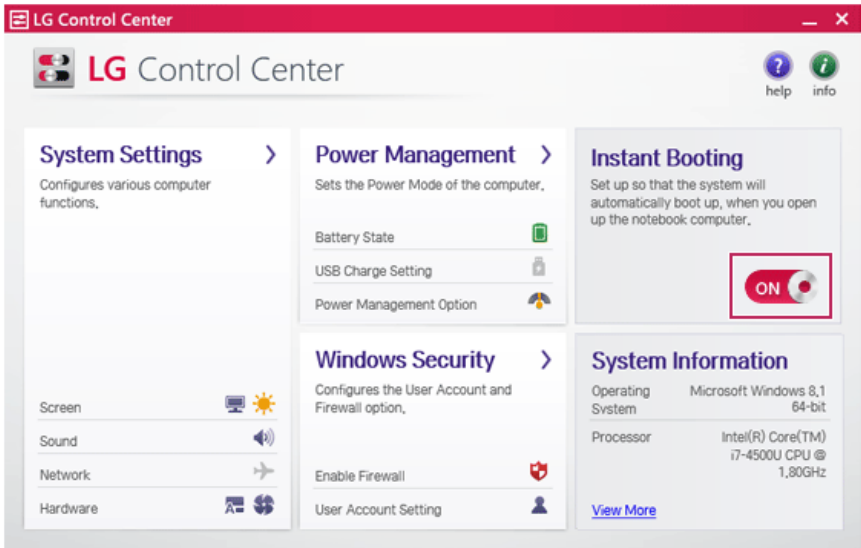 LG Control Center
LG Control Center
help
info
System Settings
Configures various computer
functions.
Screen
Sound
Network
Hardware
Power Management
Sets the Power Mode of the computer.
Battery State
USB Charge Setting
Power Management Option
Windows Security
Configures the User Account and
Firewall option.
Enable Firewall
User Account Setting
Instant Booting
Set up so that the system will
automatically boot up, when you open
up the notebook computer.
ON
System Information
Operating Microsoft Windows 8.1
System 64-bit
Processor Intel(R) Core(TM)
i7-4500U CPU @
1.80GHz
View More